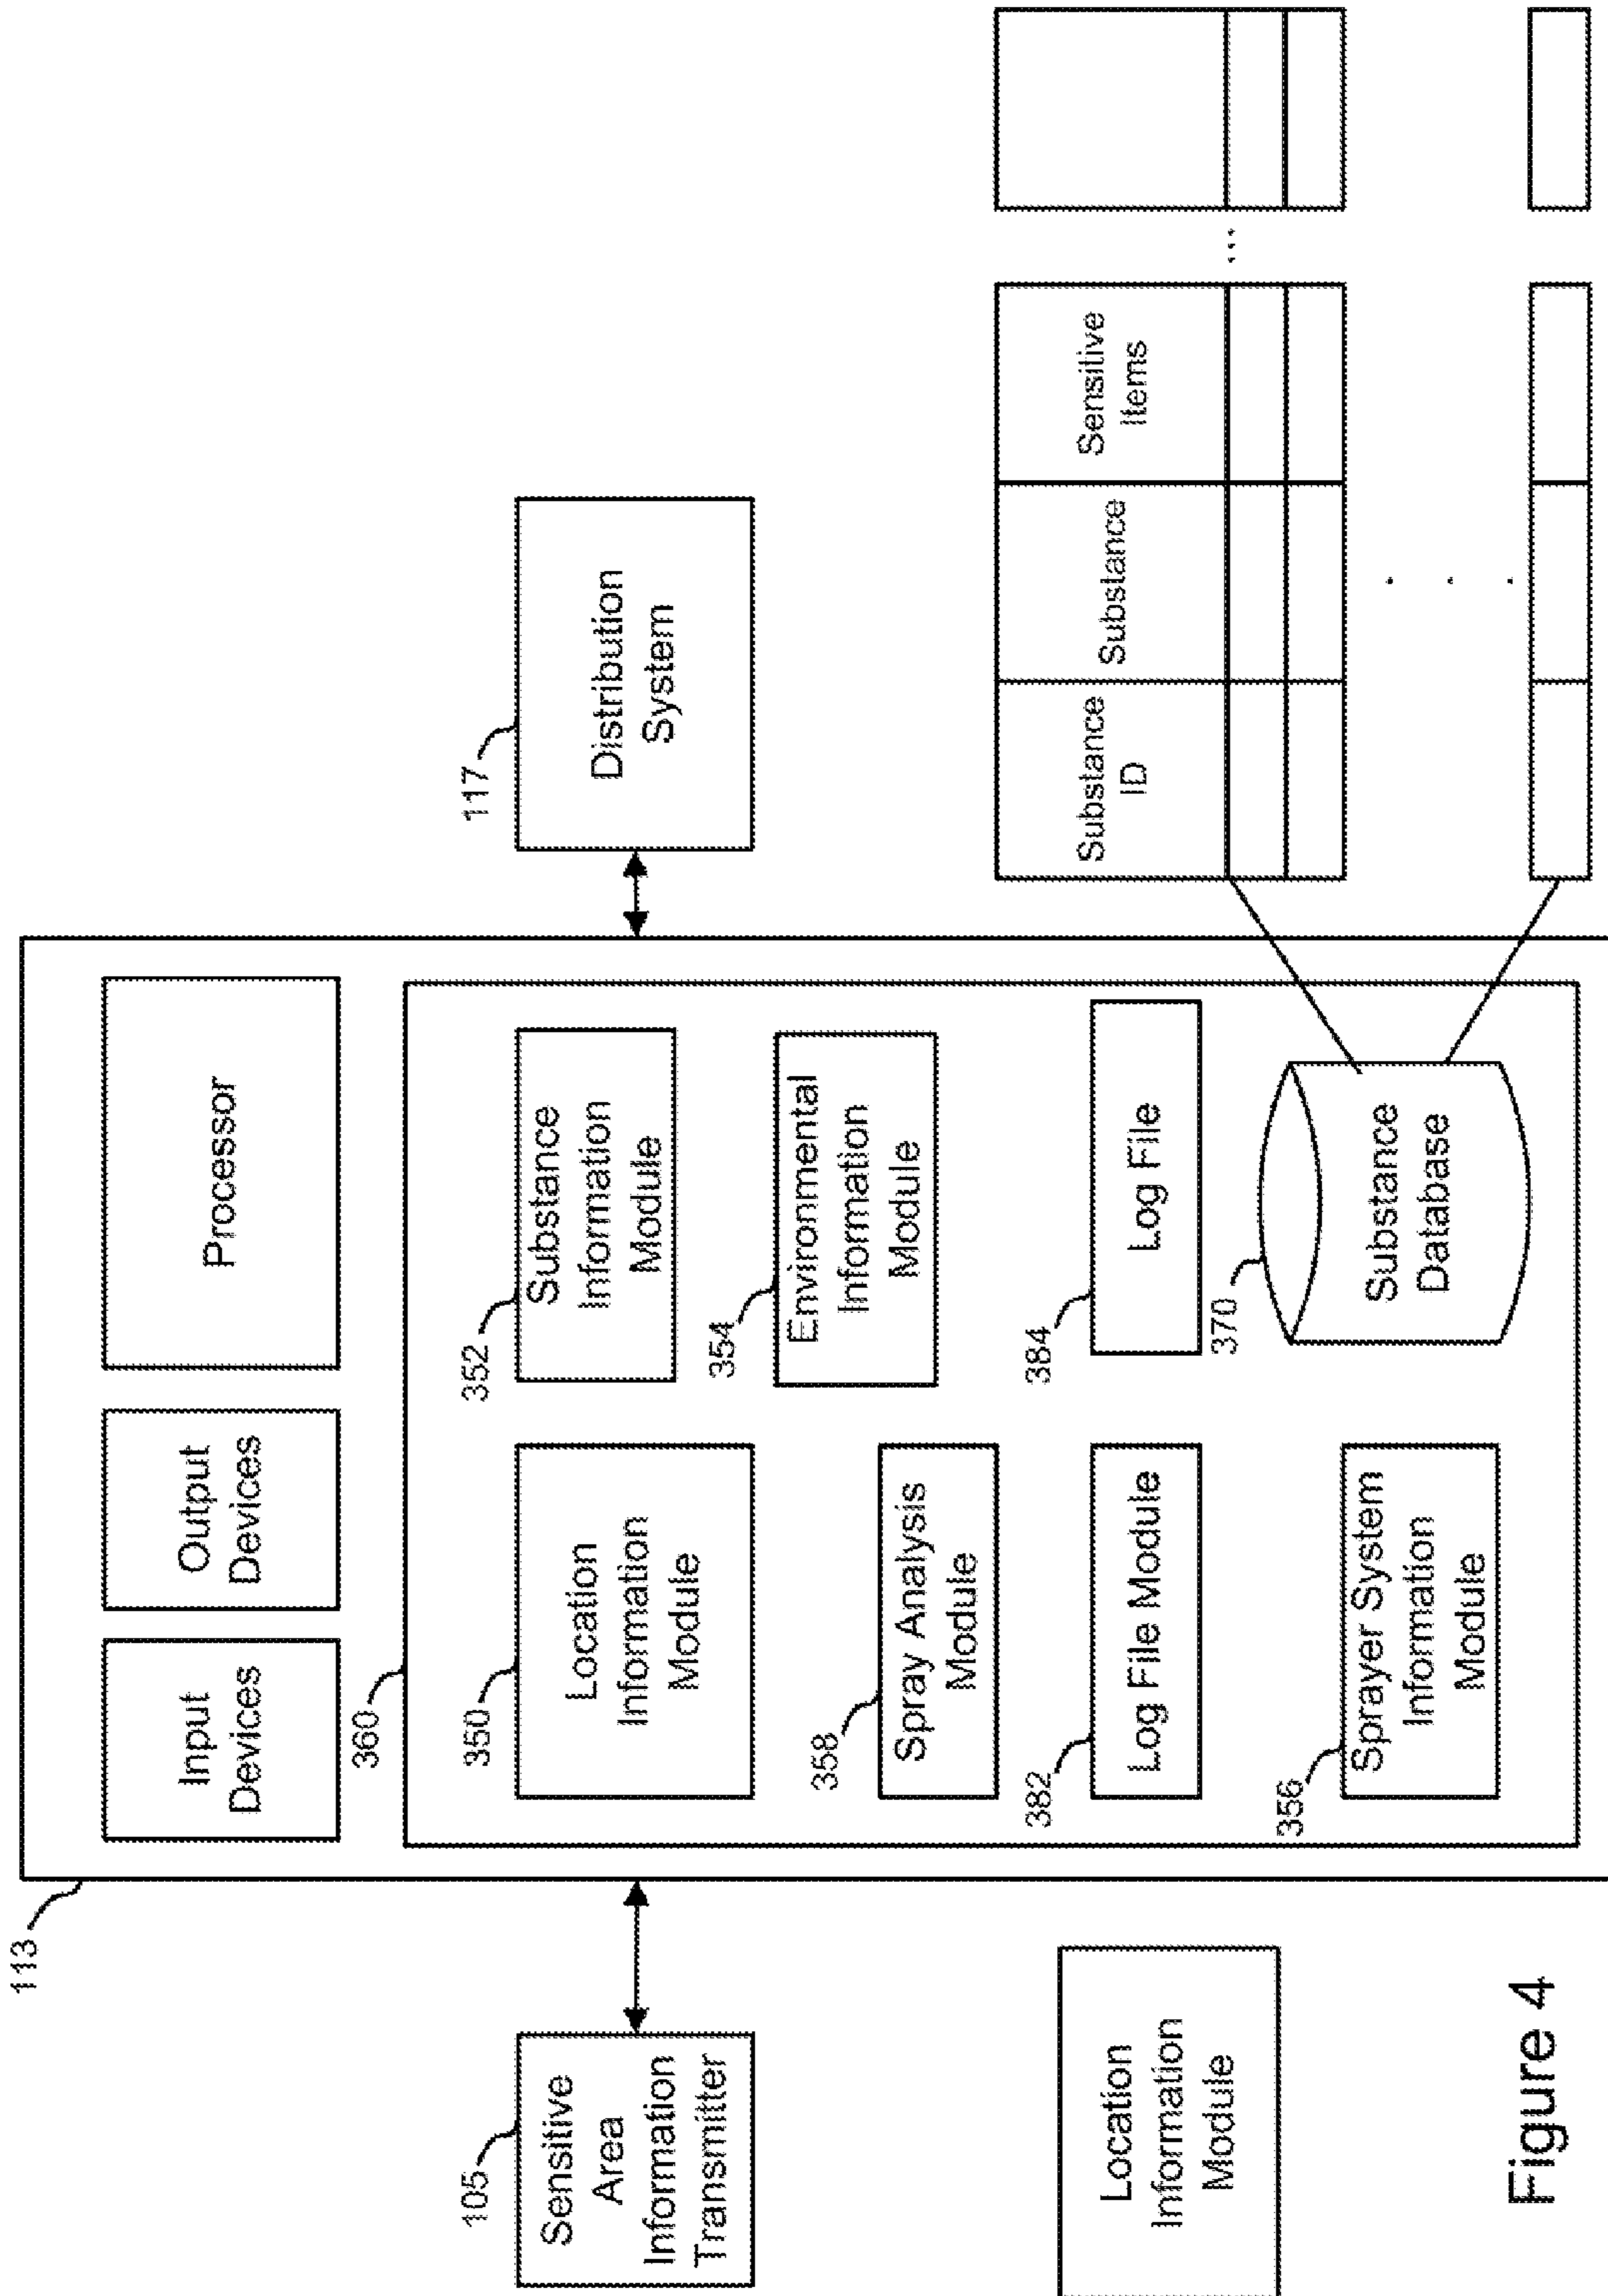 113
Input
Devices
Output
Devices
Processor
360
105
Sensitive
Area
Information
Transmitter
350
Location
Information
Module
352
Substance
Information
Module
117
Distribution
System
354
Environmental
Information
Module
358
Spray Analysis
Module
382
Log File Module
384
Log File
356
Sprayer System
Information
Module
370
Substance
Database
Substance
ID
Substance
Sensitive
Items
...
. . .
Location
Information
Module
Figure 4